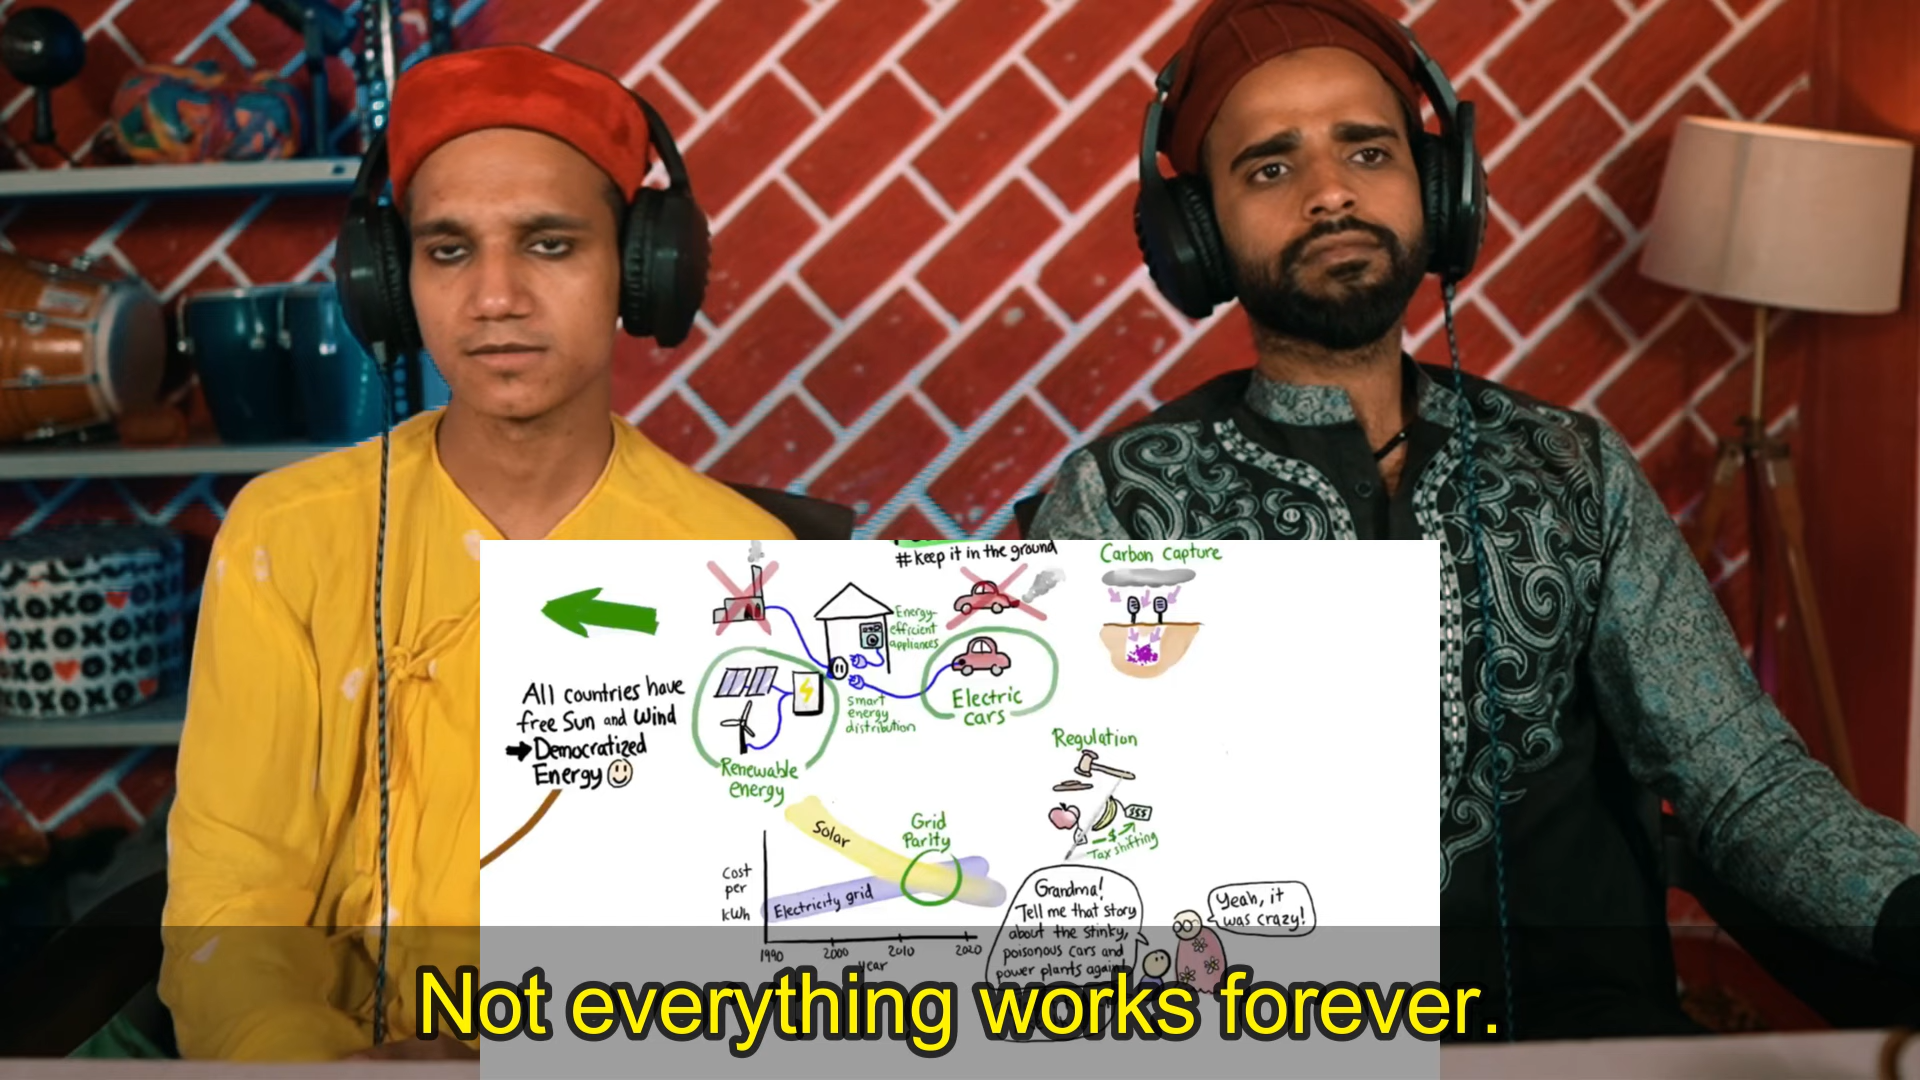 #keep it in the ground
Carbon capture
Energy-
efficient
appliances
All countries have
free Sun and Wind
→Democratized
Energy
smart
energy
distribution
Electric
cars
Renewable
energy
Regulation
$$$
-$
Tax shifting
Solar
Grid
Parity
Cost
per
kWh
Electricity grid
1990 2000 2010 2020
year
Grandma!
Tell me that story
about the stinky,
poisonous cars and
power plants again!
Yeah, it
was crazy!
XOXO
Not everything works forever.